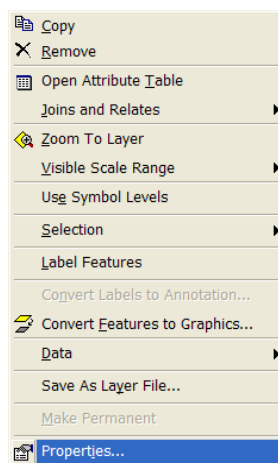 Copy
Remove
Open Attribute Table
Joins and Relates
Zoom To Layer
Visible Scale Range
Use Symbol Levels
Selection
Label Features
Convert Labels to Annotation...
Convert Features to Graphics...
Data
Save As Layer File...
Make Permanent
Properties...